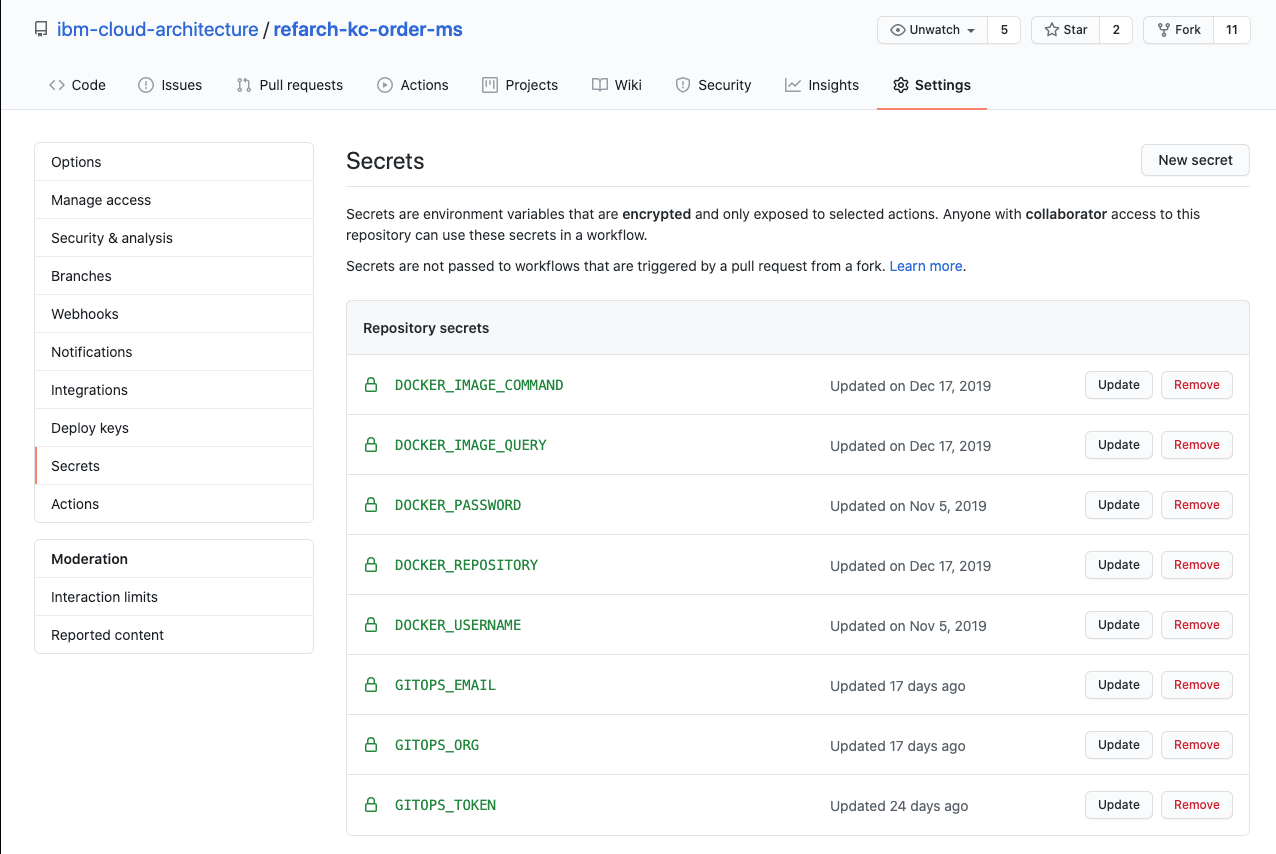 ibm-cloud-architecture / refarch-kc-order-ms
Unwatch 5 Star 2 Fork 11
Code Issues Pull requests Actions Projects Wiki Security Insights Settings
Options
Manage access
Security & analysis
Branches
Webhooks
Notifications
Integrations
Deploy keys
Secrets
Actions
Moderation
Interaction limits
Reported content
Secrets New secret
Secrets are environment variables that are encrypted and only exposed to selected actions. Anyone with collaborator access to this
repository can use these secrets in a workflow.
Secrets are not passed to workflows that are triggered by a pull request from a fork. Learn more.
Repository secrets
DOCKER_IMAGE_COMMAND Updated on Dec 17, 2019 Update Remove
DOCKER_IMAGE_QUERY Updated on Dec 17, 2019 Update Remove
DOCKER_PASSWORD Updated on Nov 5, 2019 Update Remove
DOCKER_REPOSITORY Updated on Dec 17, 2019 Update Remove
DOCKER_USERNAME Updated on Nov 5, 2019 Update Remove
GITOPS_EMAIL Updated 17 days ago Update Remove
GITOPS_ORG Updated 17 days ago Update Remove
GITOPS_TOKEN Updated 24 days ago Update Remove